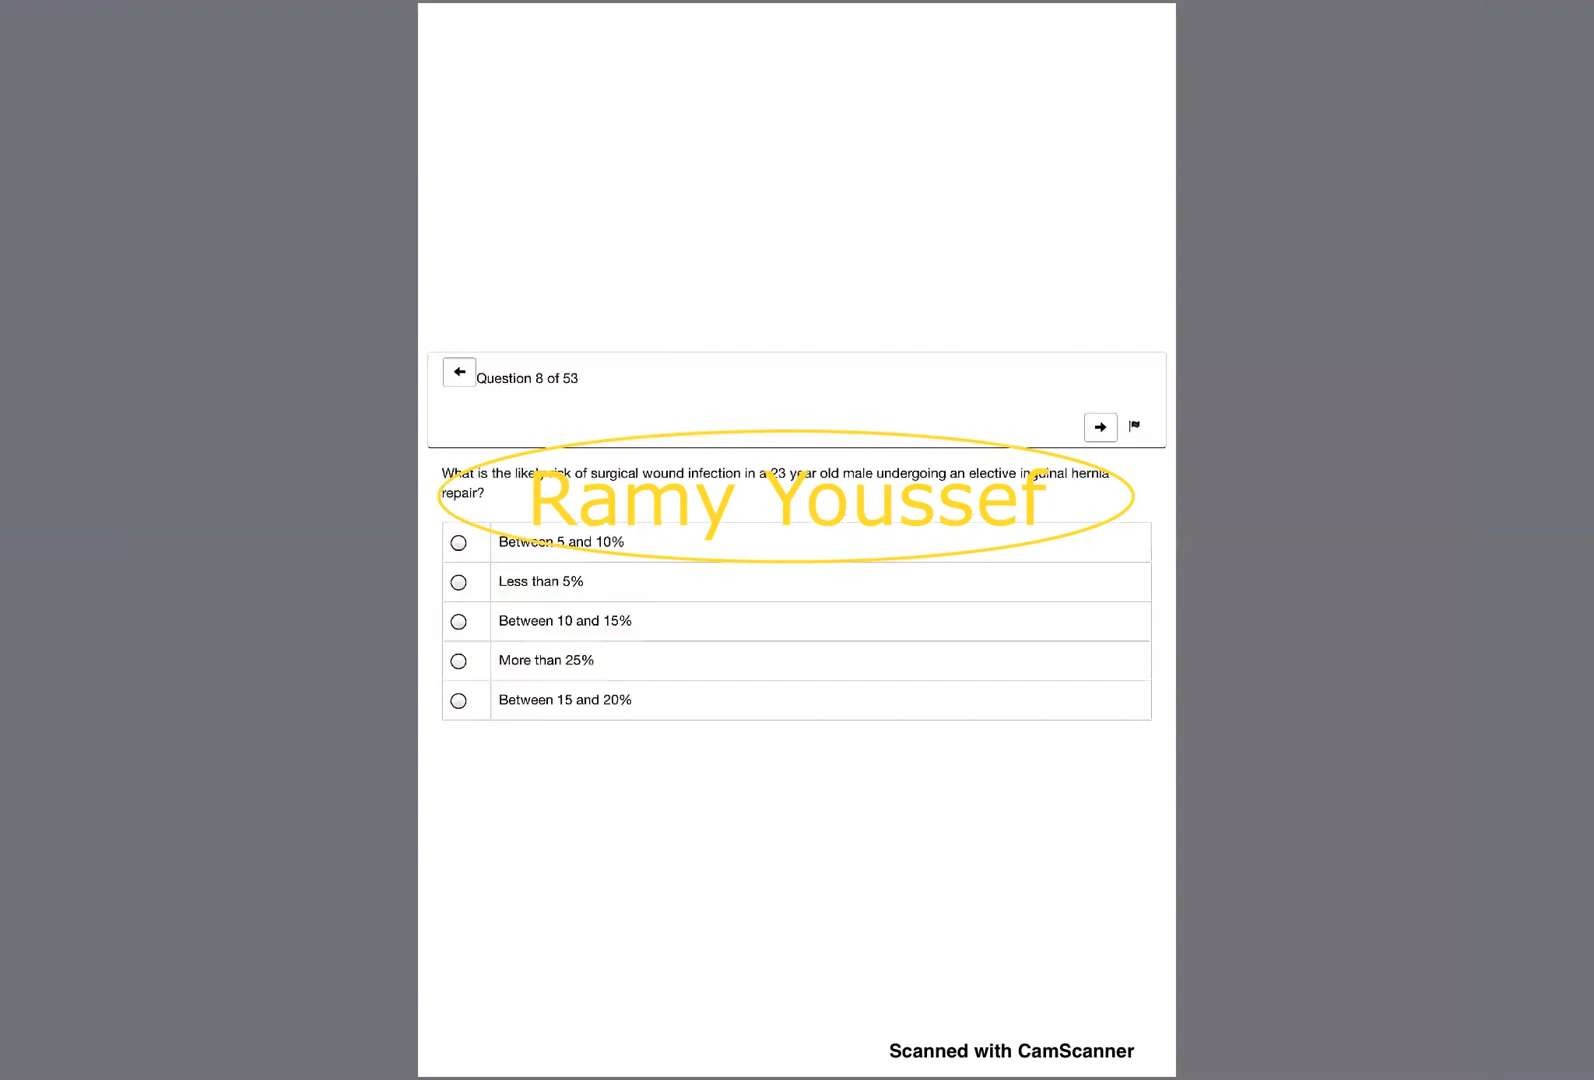 Question 8 of 53
What is the likely risk of surgical wound infection in a 23 year old male undergoing an elective inguinal hernia
repair?
Ramy Youssef
Between 5 and 10%
Less than 5%
Between 10 and 15%
More than 25%
Between 15 and 20%
Scanned with CamScanner